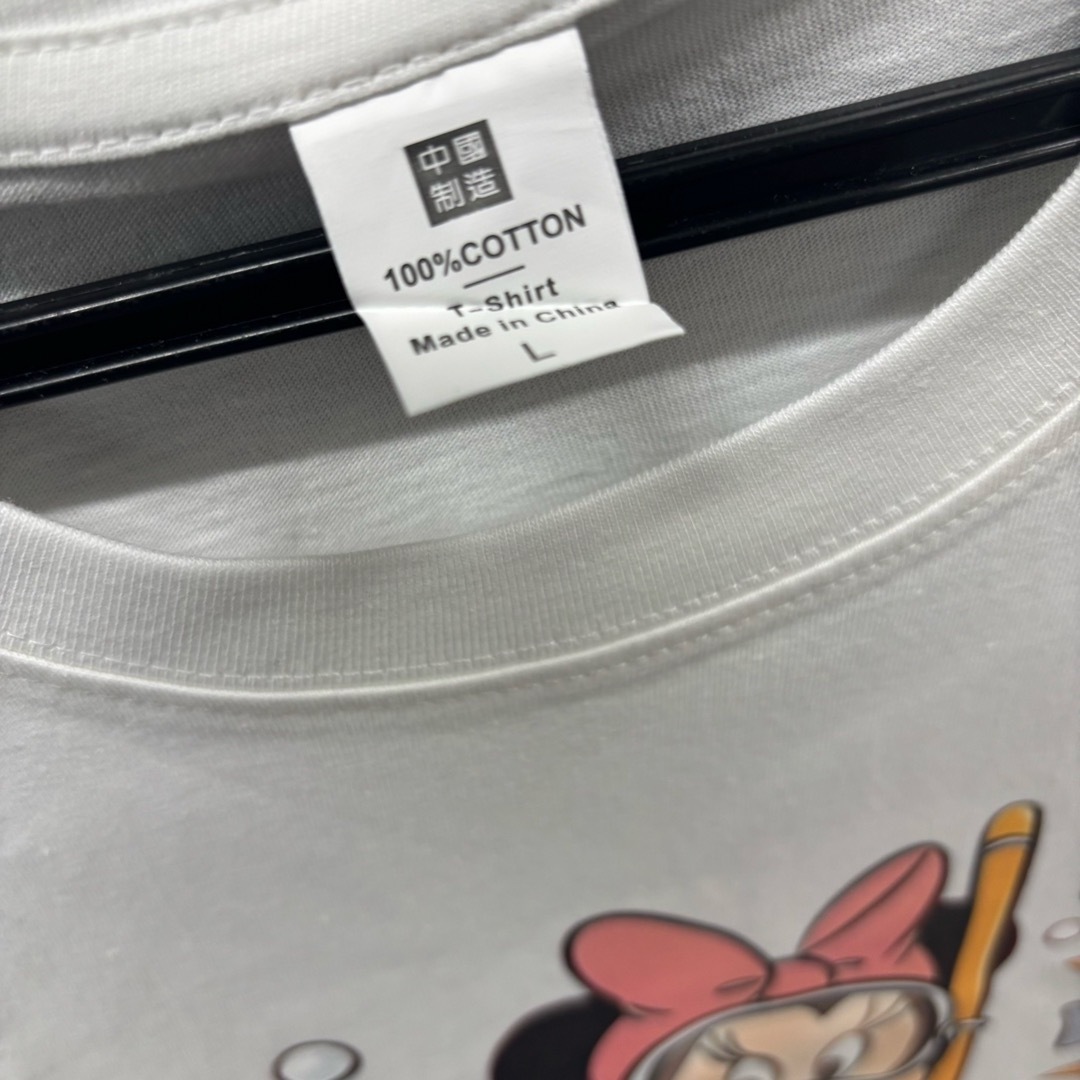 中國
制造
100%COTTON
T-Shirt
Made in China
L